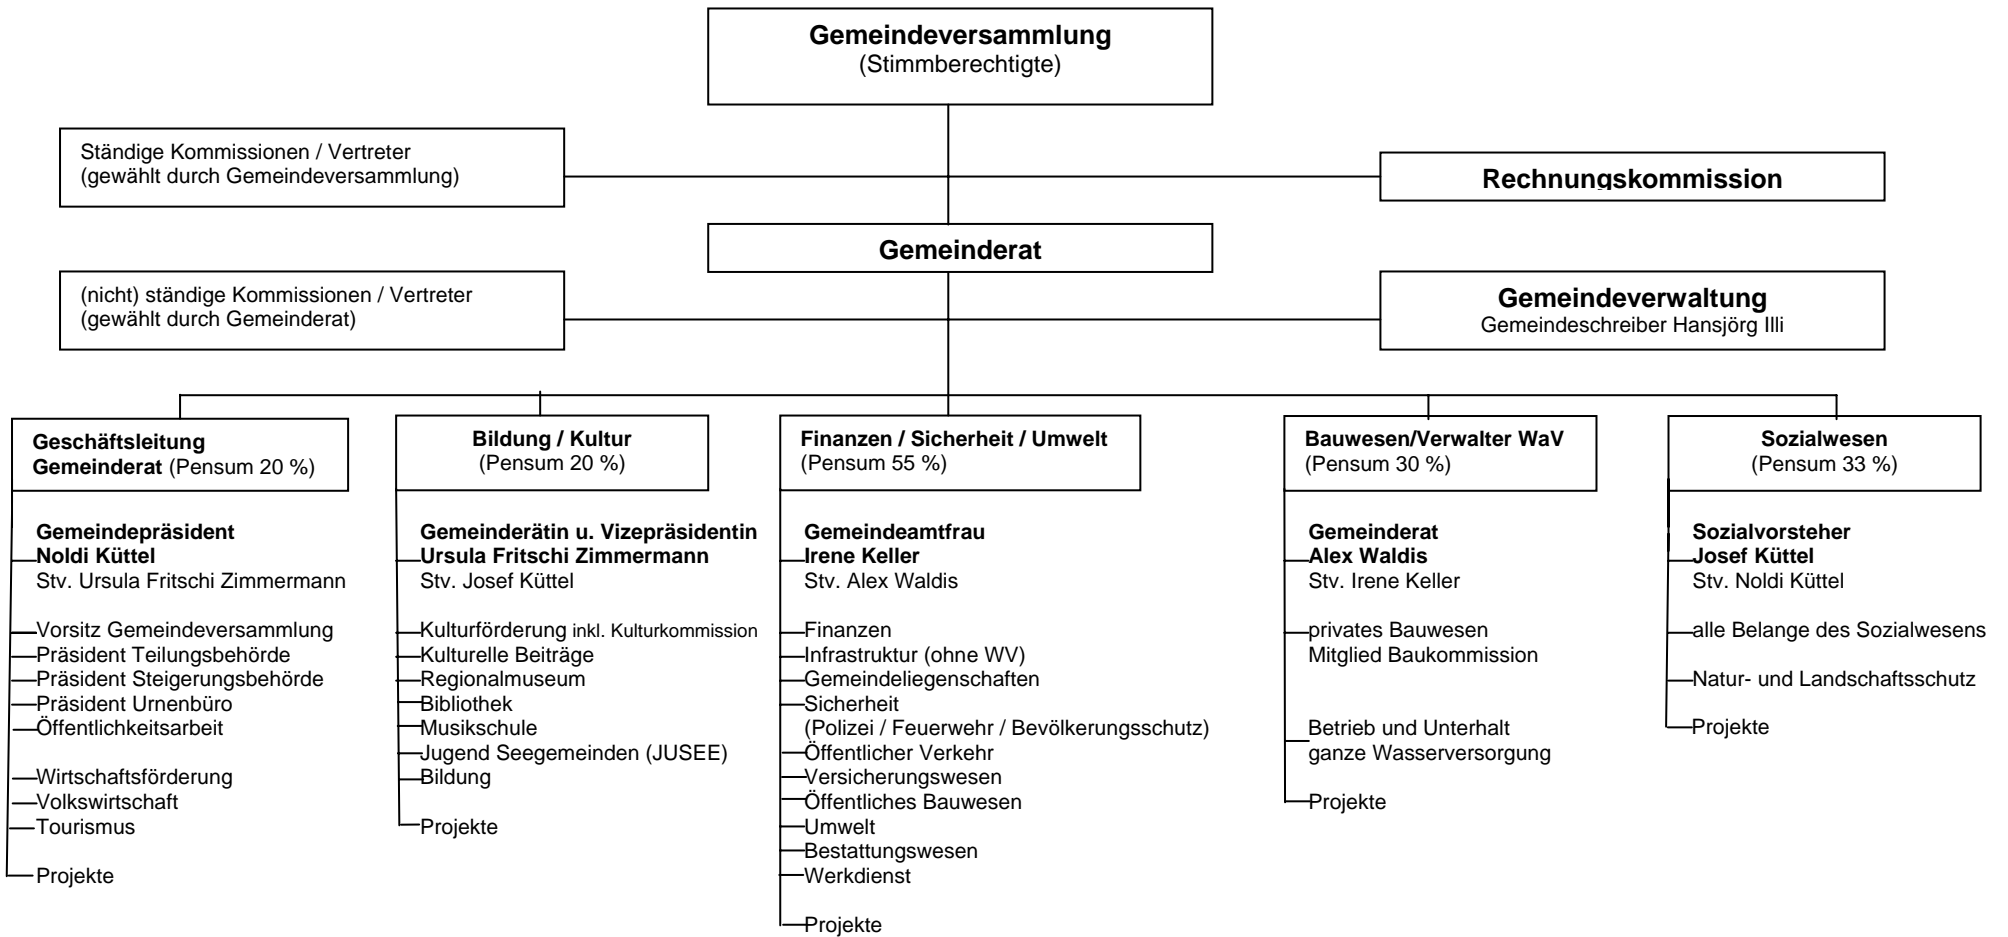 Gemeindeversammlung
(Stimmberechtigte)
Ständige Kommissionen / Vertreter
(gewählt durch Gemeindeversammlung)
Rechnungskommission
Gemeinderat
(nicht) ständige Kommissionen / Vertreter
(gewählt durch Gemeinderat)
Gemeindeverwaltung
Gemeindeschreiber Hansjörg Illi
Geschäftsleitung
Gemeinderat (Pensum 20 %)
Gemeindepräsident
Noldi Küttel
Stv. Ursula Fritschi Zimmermann
Vorsitz Gemeindeversammlung
Präsident Teilungsbehörde
Präsident Steigerungsbehörde
Präsident Urnenbüro
Öffentlichkeitsarbeit
Wirtschaftsförderung
Volkswirtschaft
Tourismus
Projekte
Bildung / Kultur
(Pensum 20 %)
Gemeinderätin u. Vizepräsidentin
Ursula Fritschi Zimmermann
Stv. Josef Küttel
Kulturförderung inkl. Kulturkommission
Kulturelle Beiträge
Regionalmuseum
Bibliothek
Musikschule
Jugend Seegemeinden (JUSEE)
Bildung
Projekte
Finanzen / Sicherheit / Umwelt
(Pensum 55 %)
Gemeindeamtfrau
Irene Keller
Stv. Alex Waldis
Finanzen
Infrastruktur (ohne WV)
Gemeindeliegenschaften
Sicherheit
(Polizei / Feuerwehr / Bevölkerungsschutz)
Öffentlicher Verkehr
Versicherungswesen
Öffentliches Bauwesen
Umwelt
Bestattungswesen
Werkdienst
Projekte
Bauwesen/Verwalter WaV
(Pensum 30 %)
Gemeinderat
Alex Waldis
Stv. Irene Keller
privates Bauwesen
Mitglied Baukommission
Betrieb und Unterhalt
ganze Wasserversorgung
Projekte
Sozialwesen
(Pensum 33 %)
Sozialvorsteher
Josef Küttel
Stv. Noldi Küttel
alle Belange des Sozialwesens
Natur- und Landschaftsschutz
Projekte